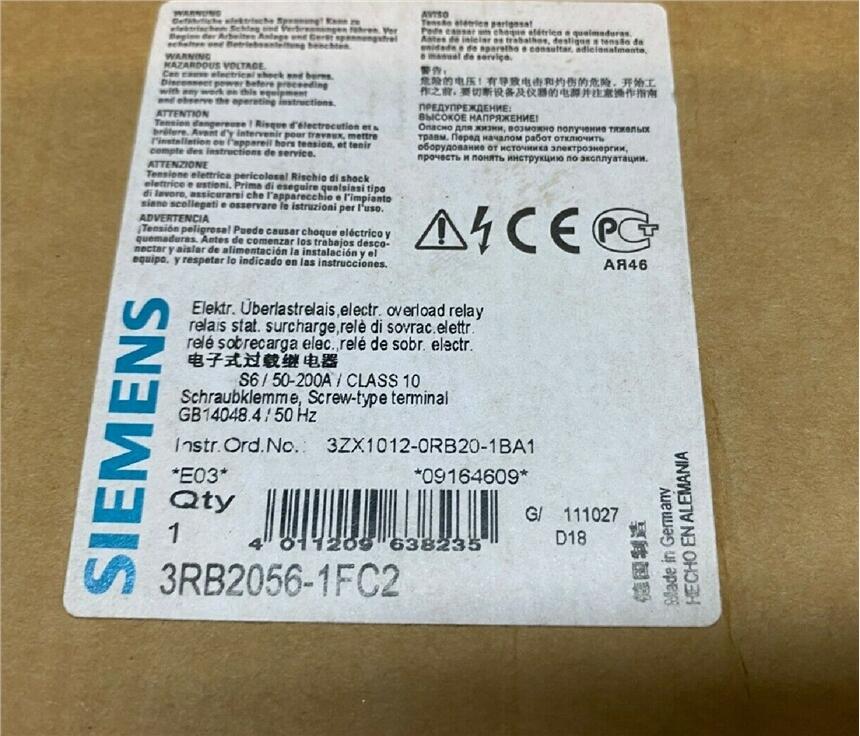 WARNUNG
Gefährliche elektrische Spannung! Kann zu
elektrischem Schlag und Verbrennungen führen. Vor
Beginn der Arbeiten Anlage und Gerät spannungsfrei
schalten und Betriebsanleitung beachten.
WARNING
HAZARDOUS VOLTAGE.
Can cause electrical shock and burns.
Disconnect power before proceeding
with any work on this equipment
and observe the operating instructions.
ATTENTION
Tension dangereuse ! Risque d'électrocution et
brûlure. Avant d'y intervenir pour travaux, mettre
l'installation ou l'appareil hors tension, et tenir
compte des instructions de service.
ATTENZIONE
Tensione elettrica pericolosa! Rischio di shock
elettrico e ustioni. Prima di eseguire qualsiasi tipo
di lavoro, assicurarsi che l'apparecchio e l'impianto
siano scollegati e osservare le istruzioni per l'uso.
ADVERTENCIA
¡Tensión peligrosa! Puede causar choque eléctrico y
quemaduras. Antes de comenzar los trabajos desco-
nectar y aislar de alimentación la instalación y el
equipo, y respetar lo indicado en las instrucciones.
AVISO
Tensão elétrica perigosa!
Pode causar um choque elétrico e queimaduras.
Antes de iniciar os trabalhos, desligue a tensão da
unidade e do aparelho e consultar, adicionalmente,
o manual de serviço.
警告:
危险的电压! 有导致电击和灼伤的危险。开始工
作之前, 要切断设备及仪器的电源并注意操作指南
ПРЕДУПРЕЖДЕНИЕ:
ВЫСОКОЕ НАПРЯЖЕНИЕ!
Опасно для жизни, возможно получение тяжелых
травм. Перед началом работ отключить
оборудование от источника электроэнергии,
прочесть и понять инструкцию по эксплуатации.
CE PCT
АЯ46
SIEMENS
Elektr. Überlastrelais,electr. overload relay
relais stat. surcharge,relè di sovrac.elettr.
relé sobrecarga elec.,relé de sobr. electr.
电子式过载继电器
S6 / 50-200A / CLASS 10
Schraubklemme, Screw-type terminal
GB14048.4 / 50 Hz
Instr.Ord.No.: 3ZX1012-0RB20-1BA1
*E03* *09164609*
Qty
1
4 011209 638235
G/ 111027
D18
3RB2056-1FC2
德国制造
Made in Germany
HECHO EN ALEMANIA